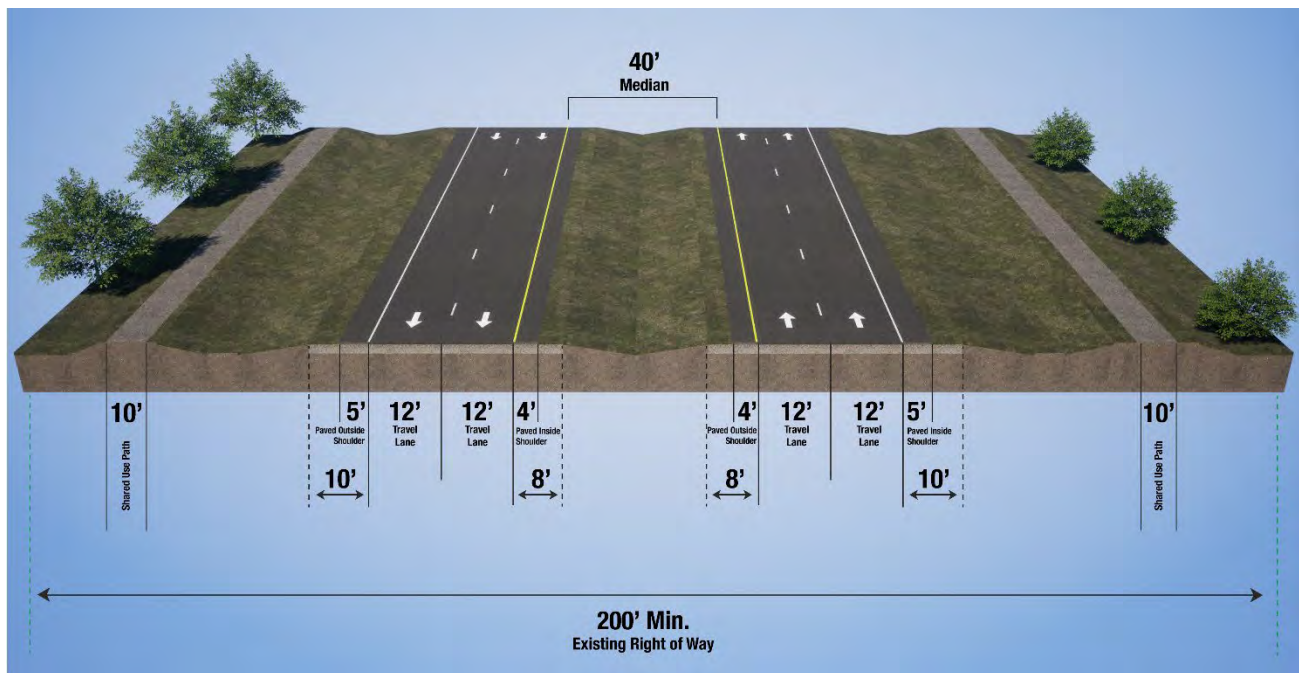 40’
Median
10’
Shared Use Path
5’
Paved Outside
Shoulder
12’
Travel
Lane
12’
Travel
Lane
4’
Paved Inside
Shoulder
4’
Paved Outside
Shoulder
12’
Travel
Lane
12’
Travel
Lane
5’
Paved Inside
Shoulder
10’
Shared Use Path
10’
8’
8’
10’
200’ Min.
Existing Right of Way